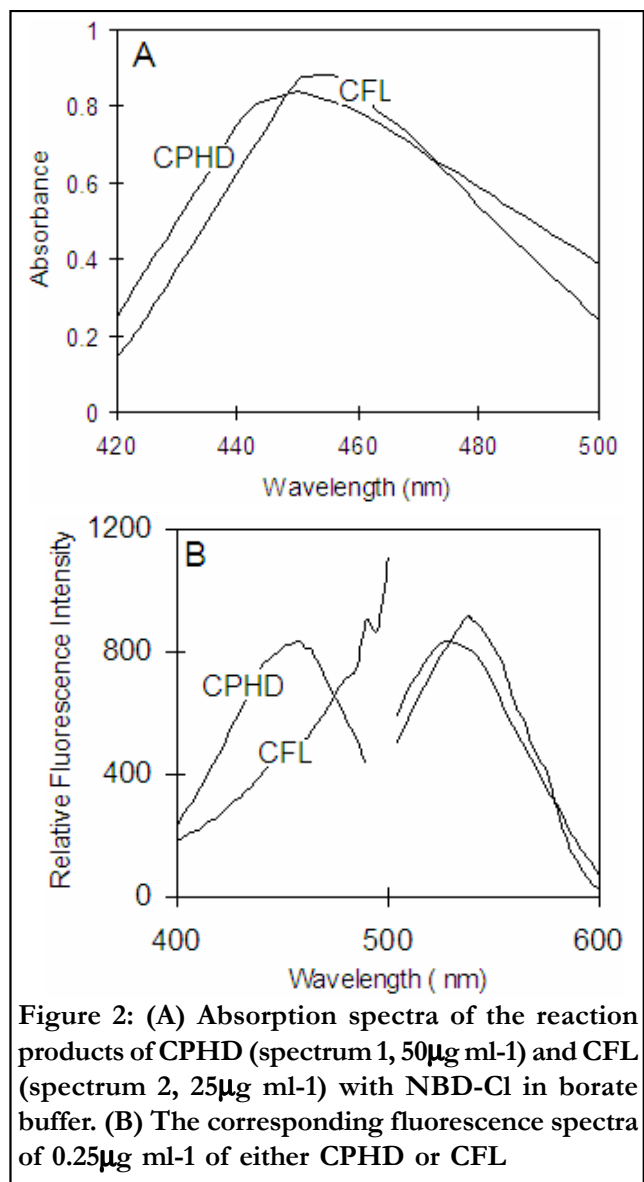 1
A
0.8
CFL
CPHD
0.6
Absorbance
0.4
0.2
0
420 440 460 480 500
Wavelength (nm)
1200
B
Relative Fluorescence Intensity
800
CPHD
CFL
400
0
400 500 600
Wavelength ( nm)
Figure 2: (A) Absorption spectra of the reaction
products of CPHD (spectrum 1, 50µg ml-1) and CFL
(spectrum 2, 25µg ml-1) with NBD-Cl in borate
buffer. (B) The corresponding fluorescence spectra
of 0.25µg ml-1 of either CPHD or CFL